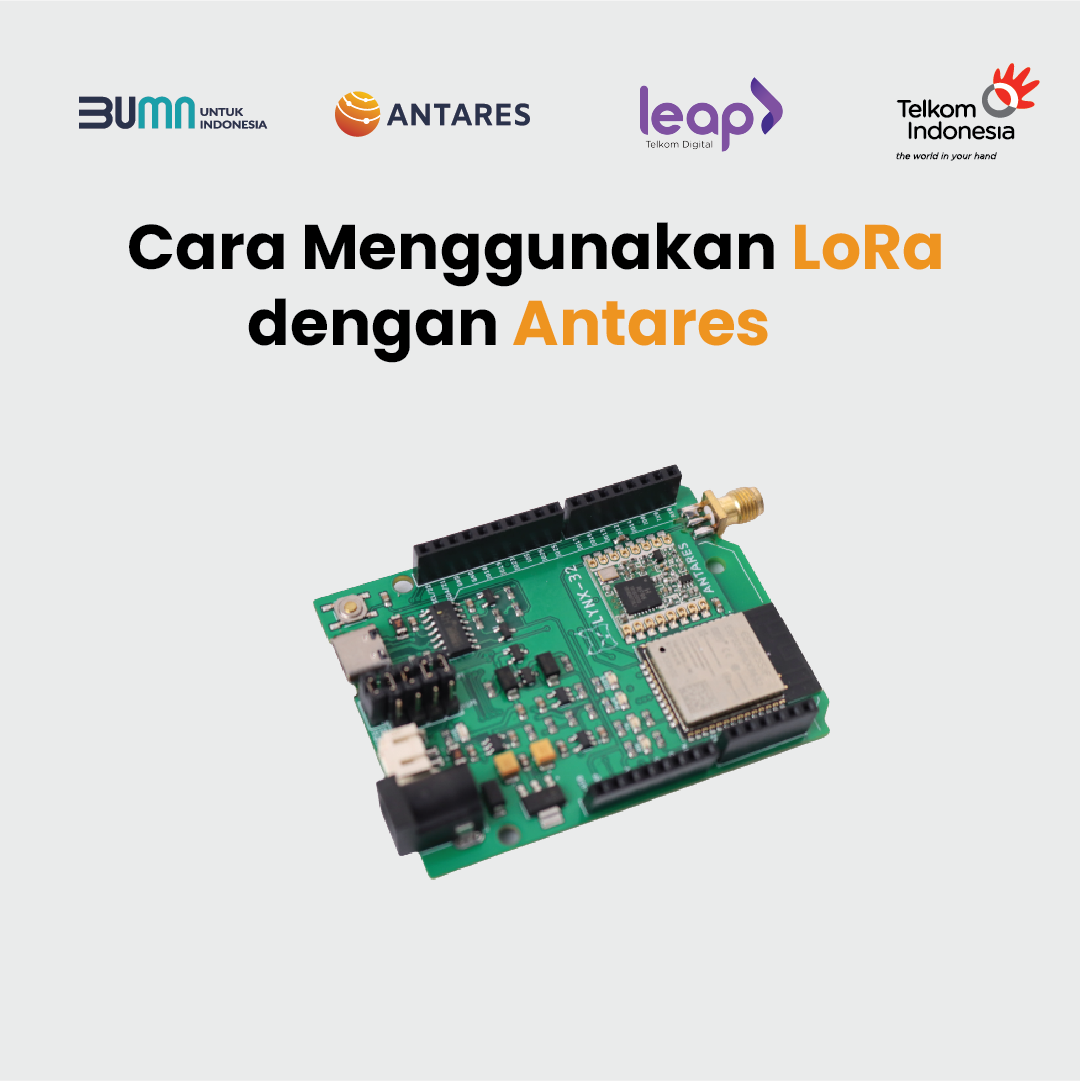 BUMN UNTUK INDONESIA
ANTARES
leap
Telkom Digital
Telkom Indonesia
the world in your hand
Cara Menggunakan LoRa
dengan Antares
LYNX-32
ANTARES